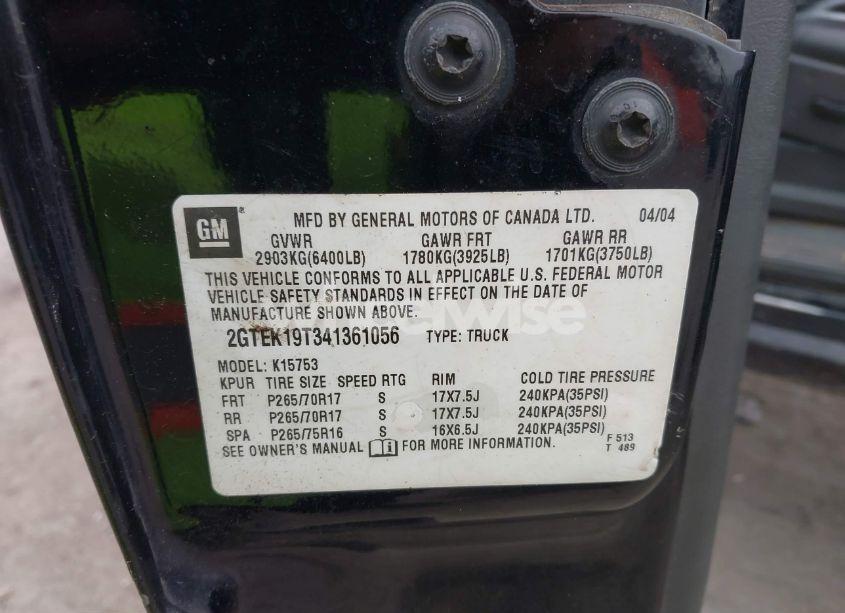 GM
MFD BY GENERAL MOTORS OF CANADA LTD. 04/04
GVWR GAWR FRT GAWR RR
2903KG(6400LB) 1780KG(3925LB) 1701KG(3750LB)
THIS VEHICLE CONFORMS TO ALL APPLICABLE U.S. FEDERAL MOTOR
VEHICLE SAFETY STANDARDS IN EFFECT ON THE DATE OF
MANUFACTURE SHOWN ABOVE.
2GTEK19T341361056 TYPE: TRUCK
MODEL: K15753
KPUR TIRE SIZE SPEED RTG RIM COLD TIRE PRESSURE
FRT P265/70R17 S 17X7.5J 240KPA(35PSI)
RR P265/70R17 S 17X7.5J 240KPA(35PSI)
SPA P265/75R16 S 16X6.5J 240KPA(35PSI)
SEE OWNER'S MANUAL FOR MORE INFORMATION.
F 513
T 489